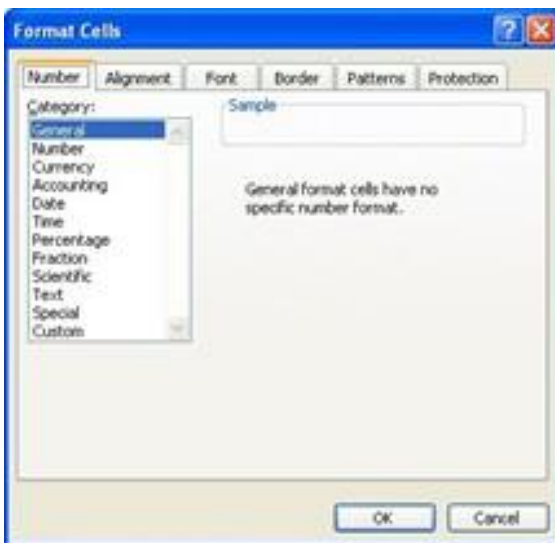 Format Cells
Number Alignment Font Border Patterns Protection
Category:
General
Number
Currency
Accounting
Date
Time
Percentage
Fraction
Scientific
Text
Special
Custom
Sample
General format cells have no
specific number format.
OK Cancel